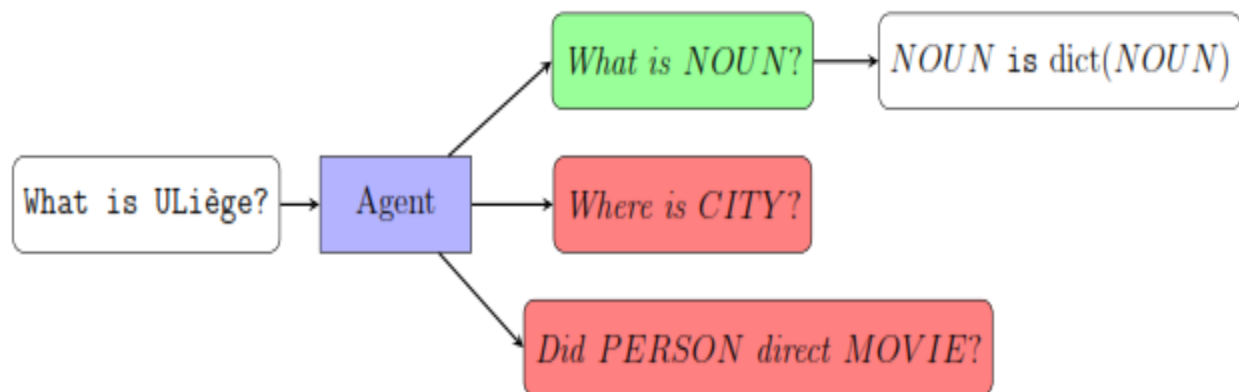 What is NOUN?
NOUN is dict(NOUN)
What is ULiège?
Agent
Where is CITY?
Did PERSON direct MOVIE?